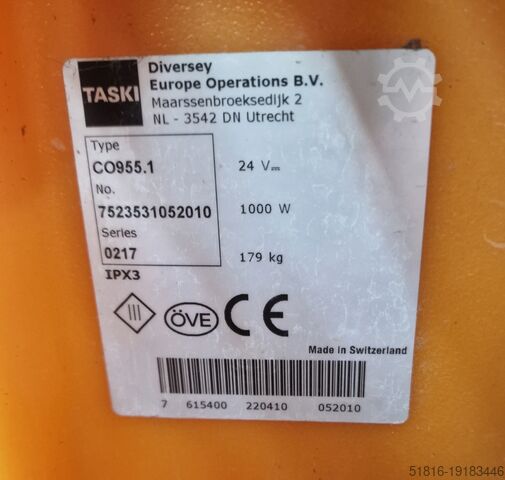 TASKI
Diversey
Europe Operations B.V.
Maarssenbroeksedijk 2
NL - 3542 DN Utrecht
Type
CO955.1
24 V⎓
No.
7523531052010
1000 W
Series
0217
179 kg
IPX3
III
ÖVE
CE
Made in Switzerland
7 615400 220410 052010
51816-19183446